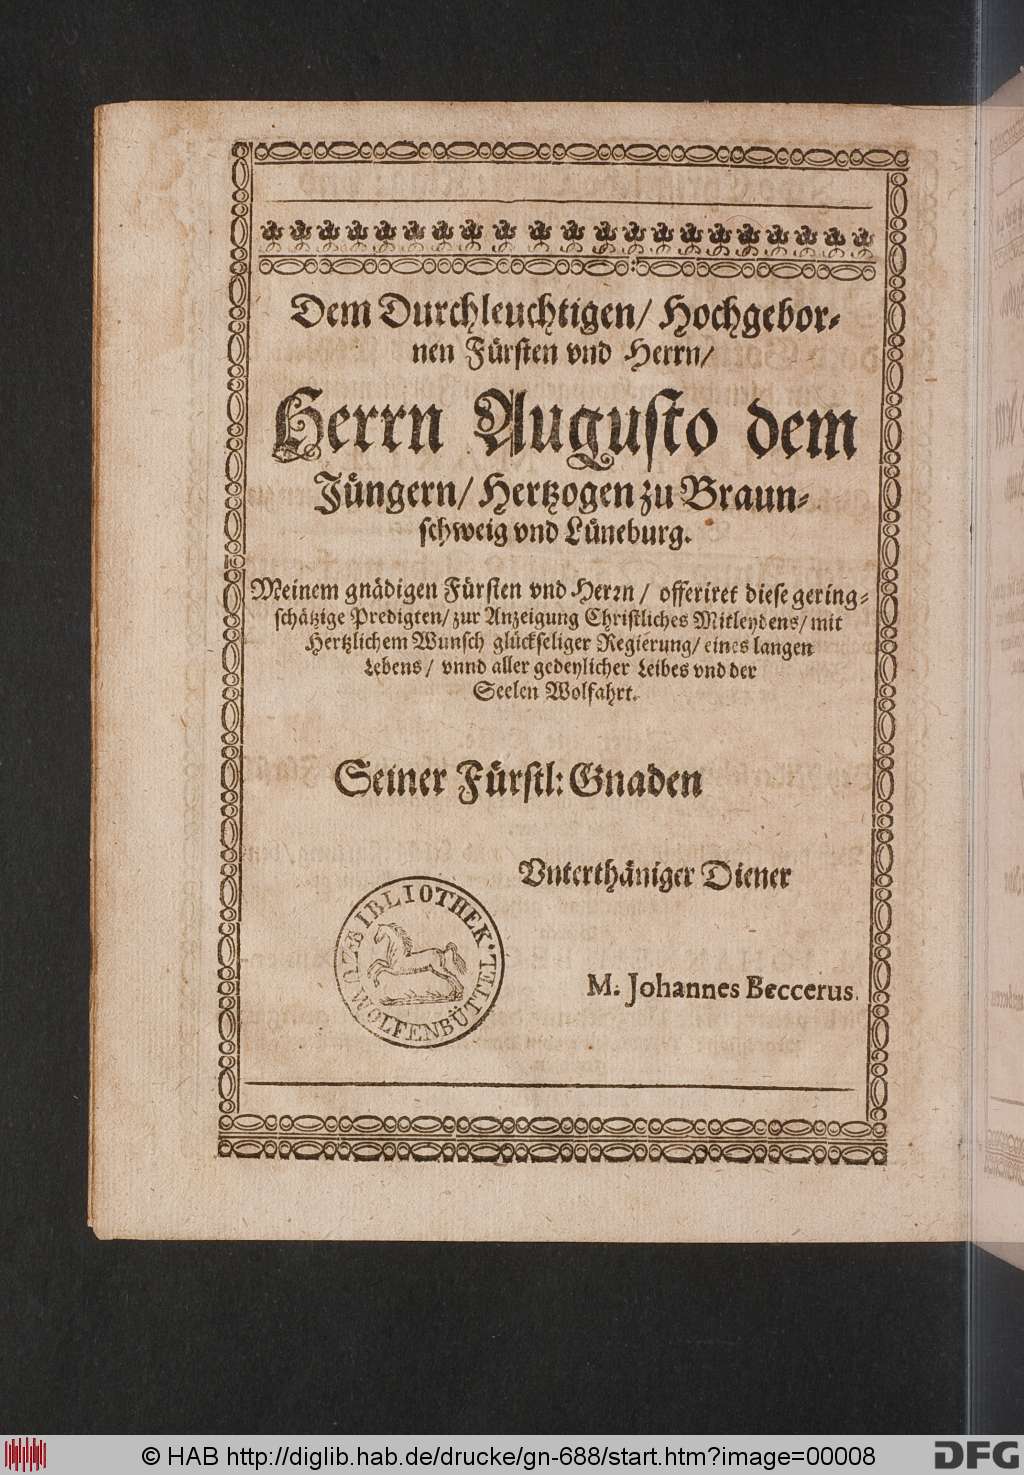 Dem Durchleuchtigen/ Hochgebor-
nen Fürsten vnd Herrn/
Herrn Augusto dem
Jüngern/ Hertzogen zu Braun-
schweig vnd Lüneburg.
Meinem gnädigen Fürsten vnd Herrn/ offeriret diese gering-
schätzige Predigten/ zur Anzeigung Christliches Mitleydens/ mit
Hertzlichem Wunsch glückseliger Regierung/ eines langen
Lebens/ vnnd aller gedeylicher Leibes vnd der
Seelen Wolfahrt.
Seiner Fürstl: Gnaden
Vnterthäniger Diener
M. Johannes Beccerus.
BIBLIOTHEK·
ZU WOLFENBÜTTEL
© HAB http://diglib.hab.de/drucke/gn-688/start.htm?image=00008
DFG